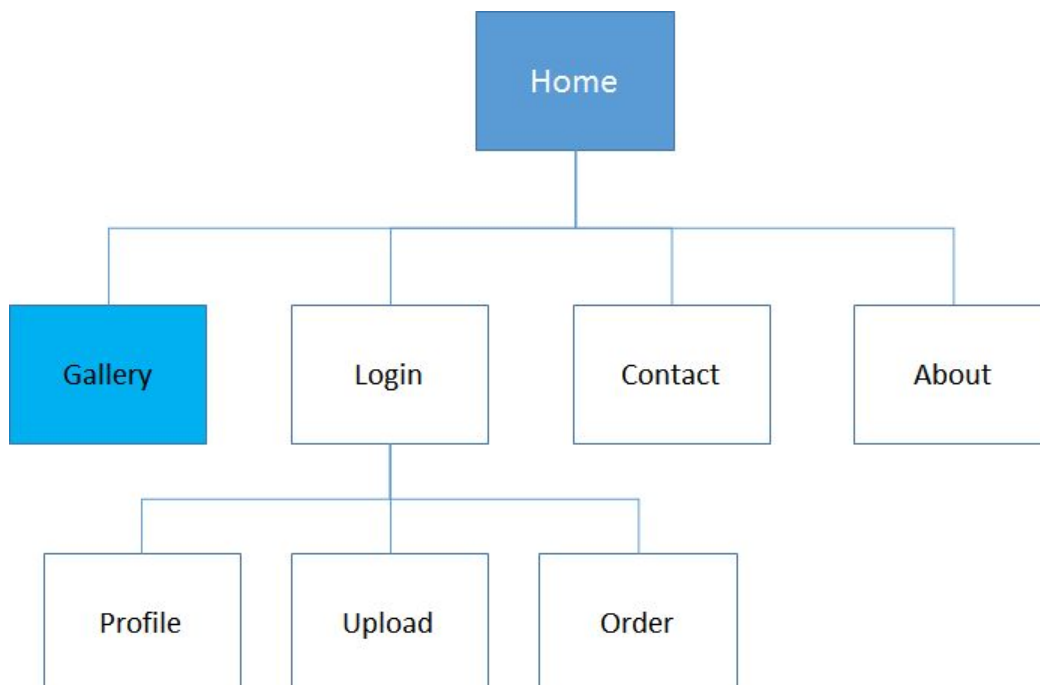 Home
Gallery
Login
Contact
About
Profile
Upload
Order